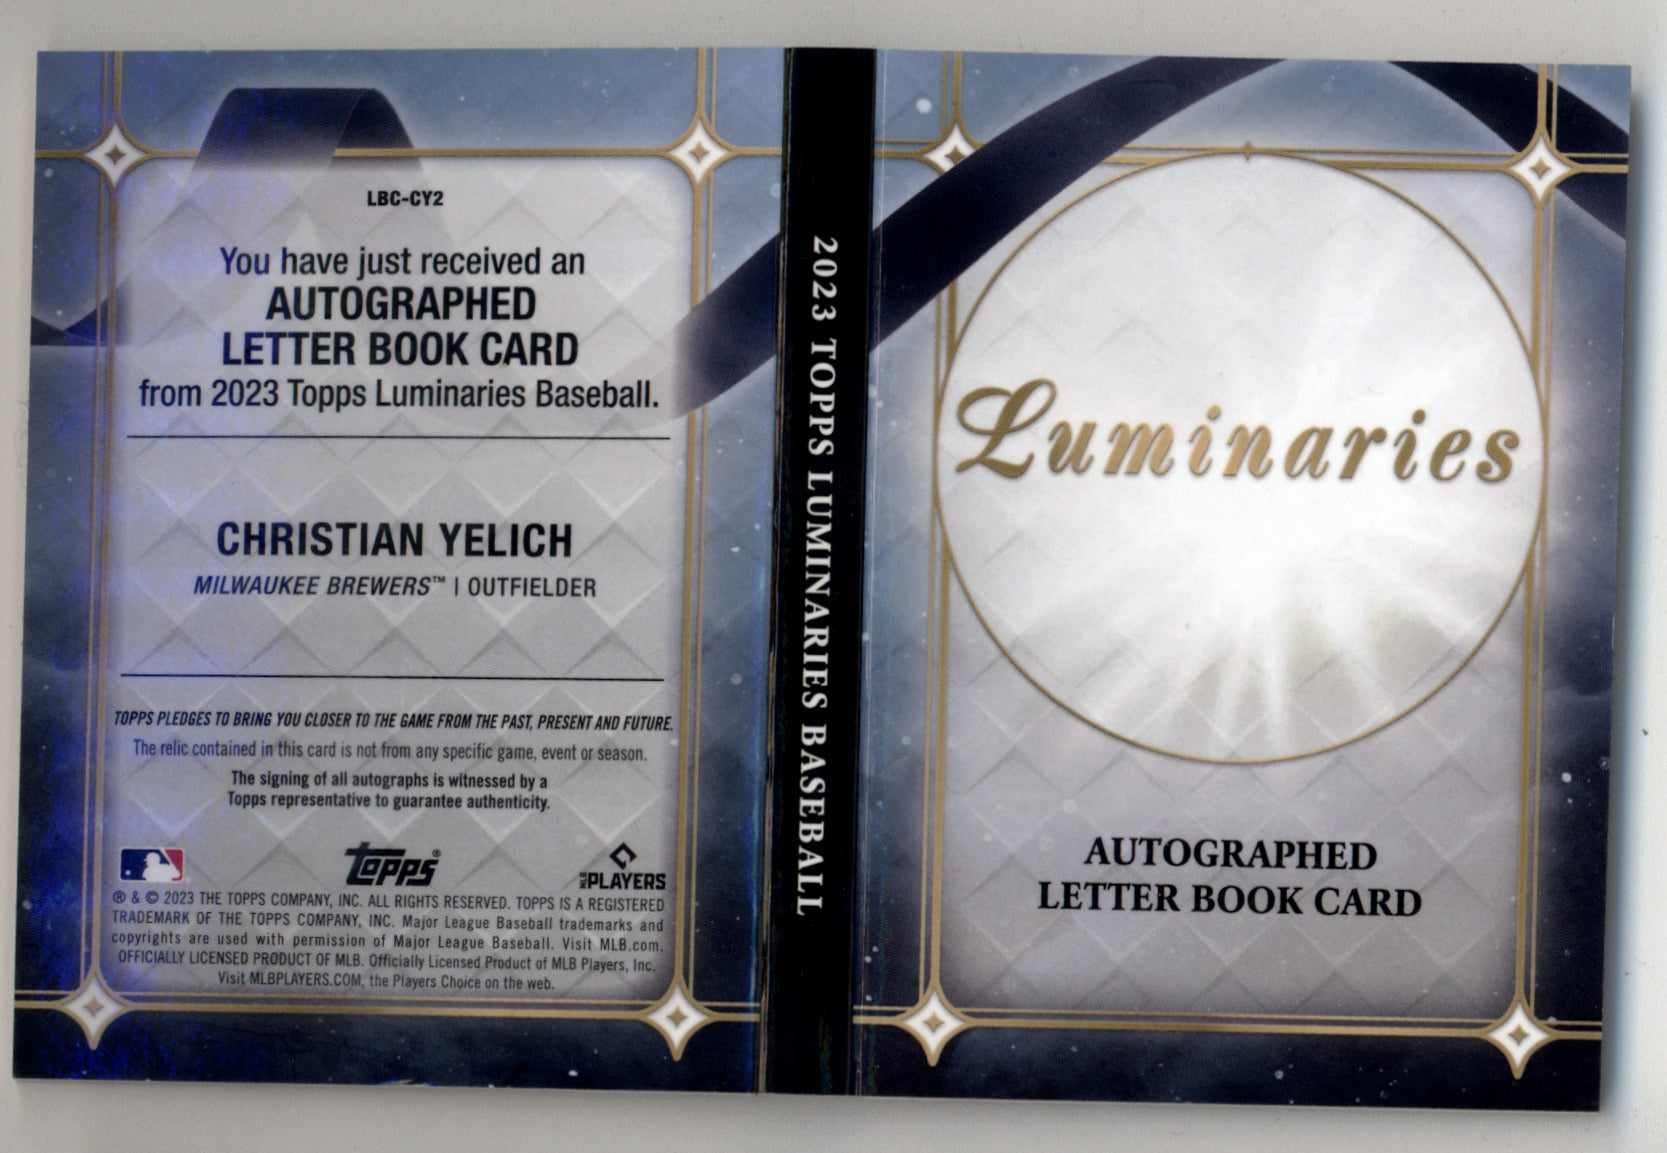 LBC-CY2
You have just received an
AUTOGRAPHED
LETTER BOOK CARD
from 2023 Topps Luminaries Baseball.
CHRISTIAN YELICH
MILWAUKEE BREWERS™ | OUTFIELDER
TOPPS PLEDGES TO BRING YOU CLOSER TO THE GAME FROM THE PAST, PRESENT AND FUTURE.
The relic contained in this card is not from any specific game, event or season.
The signing of all autographs is witnessed by a
Topps representative to guarantee authenticity.
Topps®
MLB PLAYERS
® & © 2023 THE TOPPS COMPANY, INC. ALL RIGHTS RESERVED. TOPPS IS A REGISTERED
TRADEMARK OF THE TOPPS COMPANY, INC. Major League Baseball trademarks and
copyrights are used with permission of Major League Baseball. Visit MLB.com.
OFFICIALLY LICENSED PRODUCT OF MLB. Officially Licensed Product of MLB Players, Inc.
Visit MLBPLAYERS.COM, the Players Choice on the web.
2023 TOPPS LUMINARIES BASEBALL
Luminaries
AUTOGRAPHED
LETTER BOOK CARD